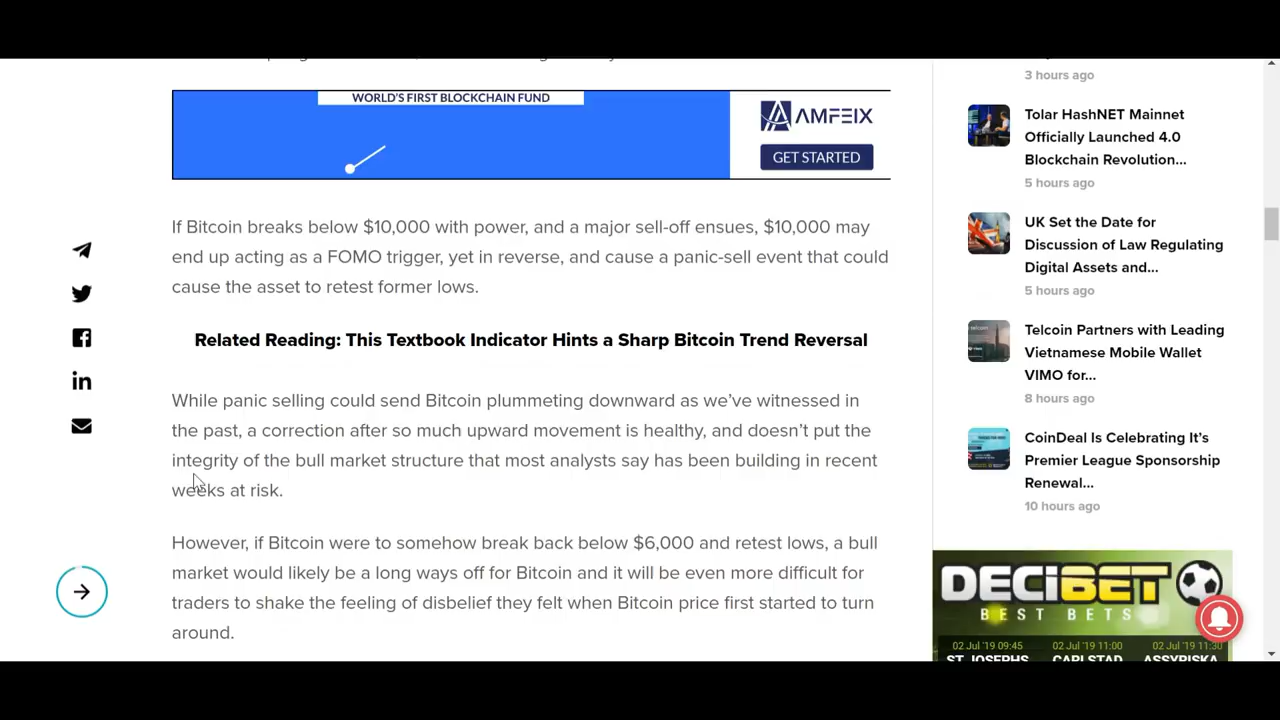 WORLD'S FIRST BLOCKCHAIN FUND
AMFEIX
GET STARTED
If Bitcoin breaks below $10,000 with power, and a major sell-off ensues, $10,000 may
end up acting as a FOMO trigger, yet in reverse, and cause a panic-sell event that could
cause the asset to retest former lows.
Related Reading: This Textbook Indicator Hints a Sharp Bitcoin Trend Reversal
While panic selling could send Bitcoin plummeting downward as we've witnessed in
the past, a correction after so much upward movement is healthy, and doesn't put the
integrity of the bull market structure that most analysts say has been building in recent
weeks at risk.
However, if Bitcoin were to somehow break back below $6,000 and retest lows, a bull
market would likely be a long ways off for Bitcoin and it will be even more difficult for
traders to shake the feeling of disbelief they felt when Bitcoin price first started to turn
around.
3 hours ago
Tolar HashNET Mainnet
Officially Launched 4.0
Blockchain Revolution...
5 hours ago
UK Set the Date for
Discussion of Law Regulating
Digital Assets and...
5 hours ago
Telcoin Partners with Leading
Vietnamese Mobile Wallet
VIMO for...
8 hours ago
CoinDeal Is Celebrating It's
Premier League Sponsorship
Renewal...
10 hours ago
DECIBET
BEST BETS
02 Jul '19 09:45 02 Jul '19 11:00 02 Jul '19 11:30
ST JOSEPHS CARLSTAD ASSYRISKA